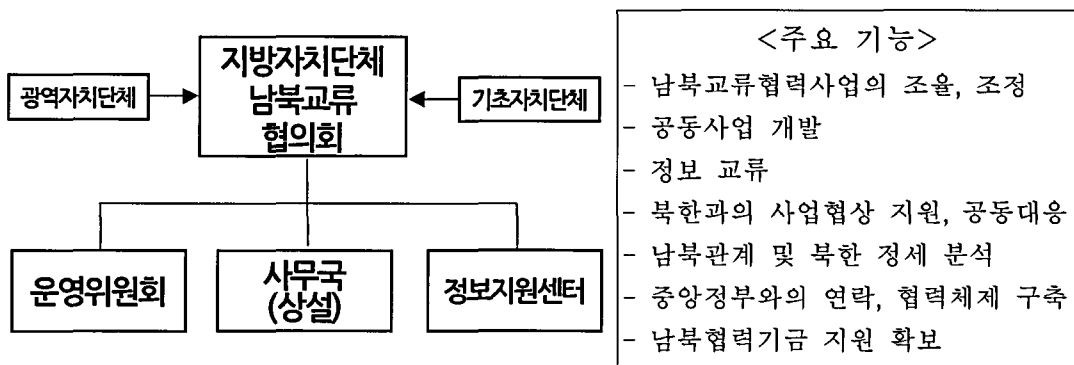 지방자치단체
남북교류
협의회
광역자치단체
기초자치단체
운영위원회
사무국
(상설)
정보지원센터
<주요 기능>
- 남북교류협력사업의 조율, 조정
- 공동사업 개발
- 정보 교류
- 북한과의 사업협상 지원, 공동대응
- 남북관계 및 북한 정세 분석
- 중앙정부와의 연락, 협력체제 구축
- 남북협력기금 지원 확보